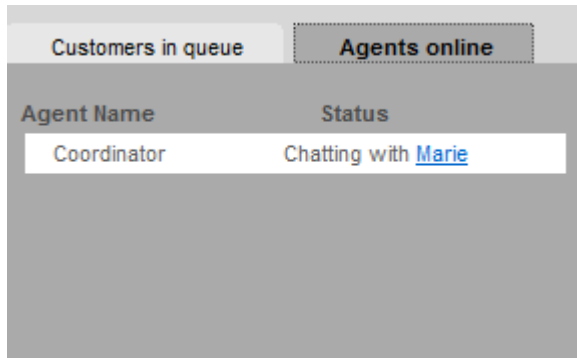 Customers in queue Agents online
Agent Name Status
Coordinator Chatting with Marie